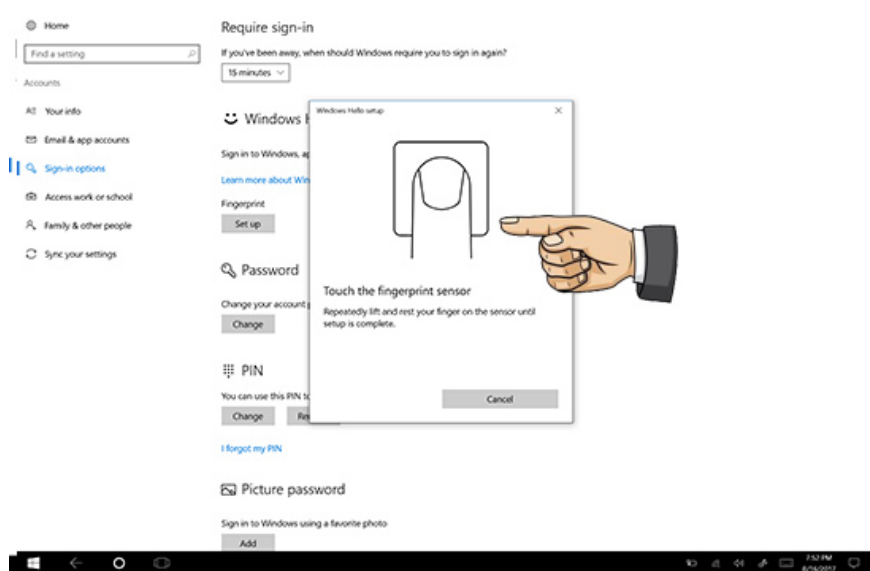 Home
Find a setting
Accounts
Your info
Email & app accounts
Sign-in options
Access work or school
Family & other people
Sync your settings
Require sign-in
If you've been away, when should Windows require you to sign in again?
15 minutes
Windows
Sign in to Windows,
Learn more about
Fingerprint
Set up
Password
Change your account
Change
PIN
You can use this PIN
Change
I forgot my PIN
Picture password
Sign in to Windows using a favorite photo
Add
Windows Hello setup
Touch the fingerprint sensor
Repeatedly lift and rest your finger on the sensor until
setup is complete.
Cancel
7:52 PM
8/14/2017